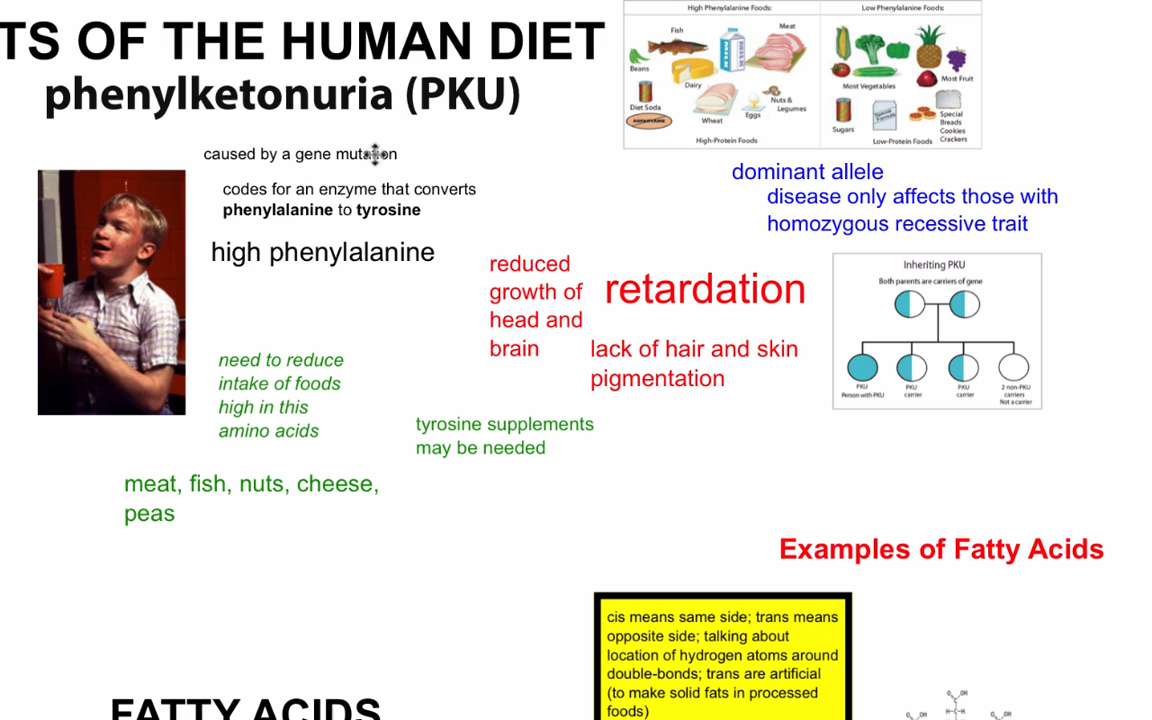 TS OF THE HUMAN DIET
phenylketonuria (PKU)
caused by a gene mutation
codes for an enzyme that converts
phenylalanine to tyrosine
high phenylalanine
need to reduce
intake of foods
high in this
amino acids
tyrosine supplements
may be needed
meat, fish, nuts, cheese,
peas
reduced
growth of
head and
brain
retardation
lack of hair and skin
pigmentation
High Phenylalanine Foods:
Fish
Meat
MILK
Beans
Dairy
Diet Soda
ASPARTAME
Wheat
Eggs
Nuts &
Legumes
High-Protein Foods
Low Phenylalanine Foods:
Most Fruit
Most Vegetables
Sugars
Special
Formula
Special
Breads
Cookies
Crackers
Low-Protein Foods
dominant allele
disease only affects those with
homozygous recessive trait
Inheriting PKU
Both parents are carriers of gene
PKU
Person with PKU
PKU
carrier
PKU
carrier
2 non-PKU
carriers
Not a carrier
Examples of Fatty Acids
cis means same side; trans means
opposite side; talking about
location of hydrogen atoms around
double-bonds; trans are artificial
(to make solid fats in processed
foods)
FATTY ACIDS